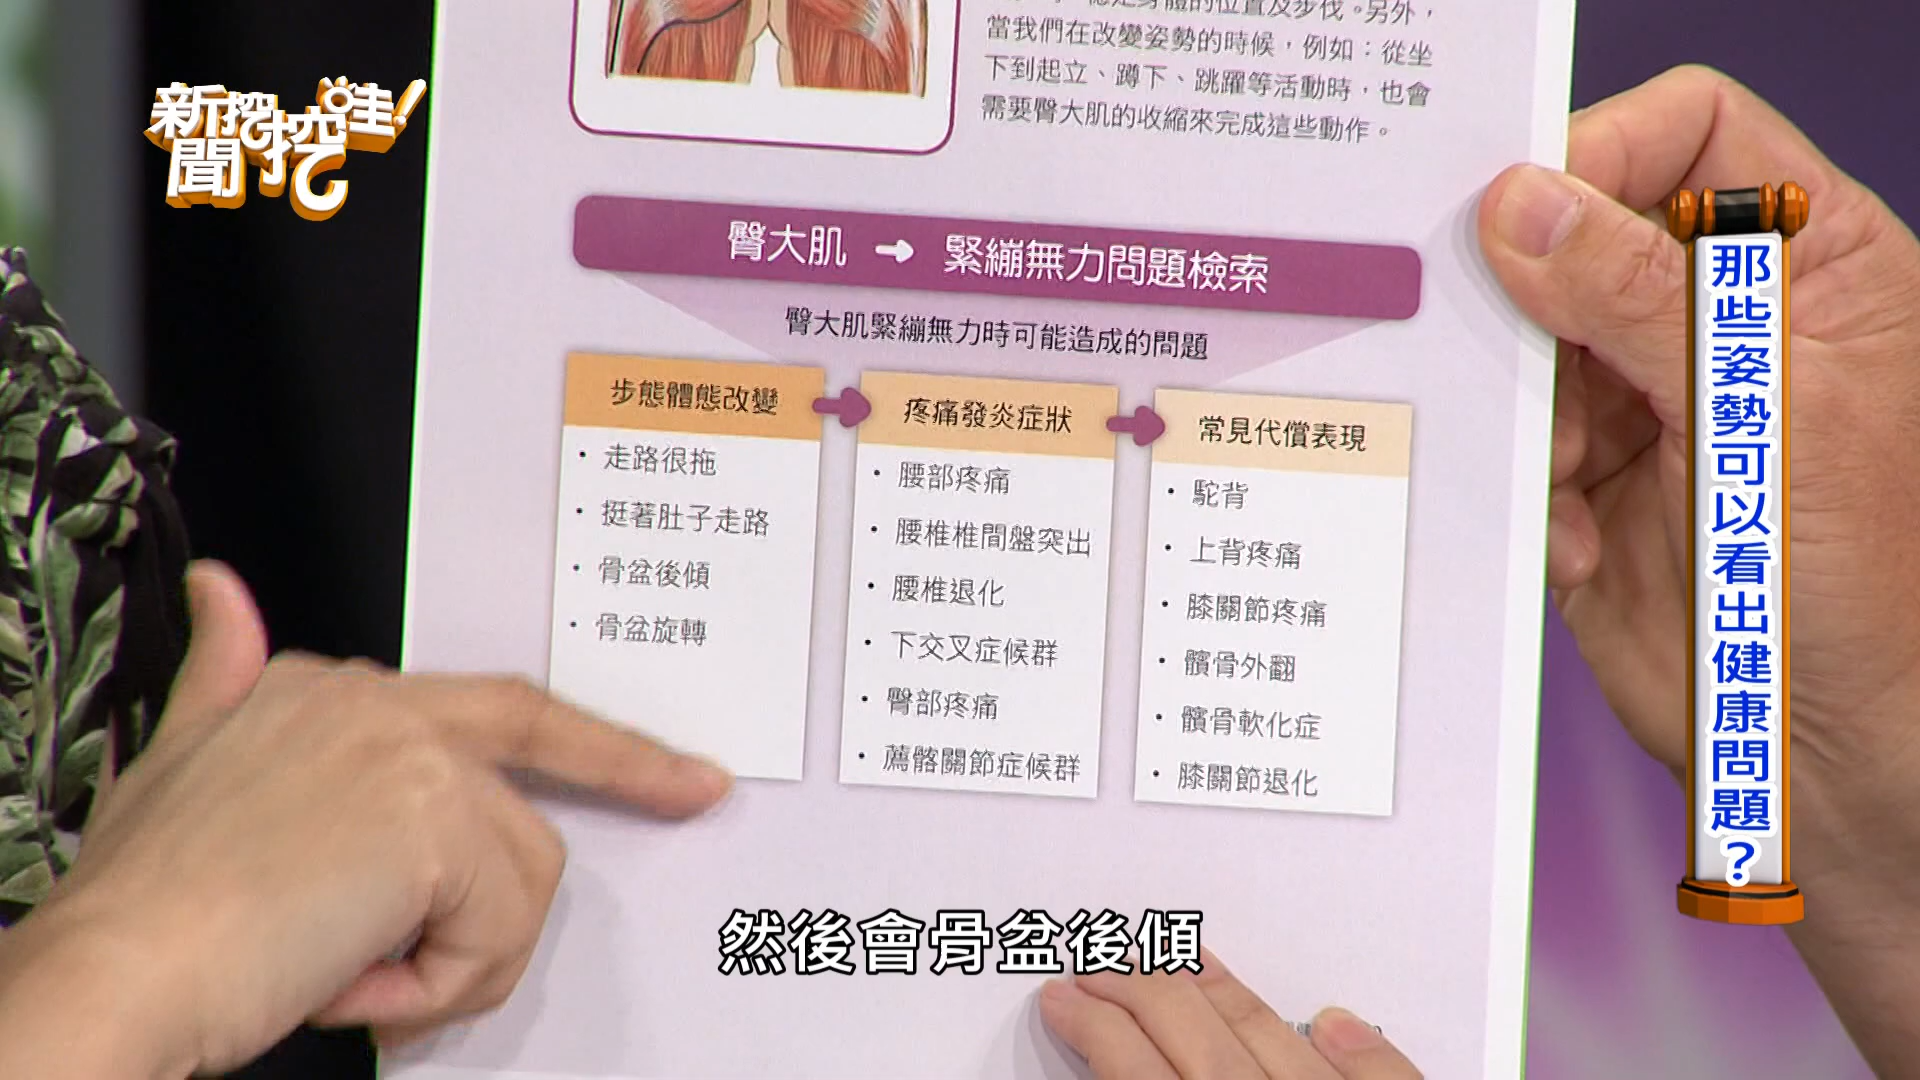 新聞挖挖哇!
當我們在改變姿勢的時候，例如：從坐
下到起立、蹲下、跳躍等活動時，也會
需要臀大肌的收縮來完成這些動作。
臀大肌 → 緊繃無力問題檢索
臀大肌緊繃無力時可能造成的問題
步態體態改變
• 走路很拖
• 挺著肚子走路
• 骨盆後傾
• 骨盆旋轉
疼痛發炎症狀
• 腰部疼痛
• 腰椎椎間盤突出
• 腰椎退化
• 下交叉症候群
• 臀部疼痛
• 薦髂關節症候群
常見代償表現
• 駝背
• 上背疼痛
• 膝關節疼痛
• 髕骨外翻
• 髕骨軟化症
• 膝關節退化
那些姿勢可以看出健康問題？
然後會骨盆後傾